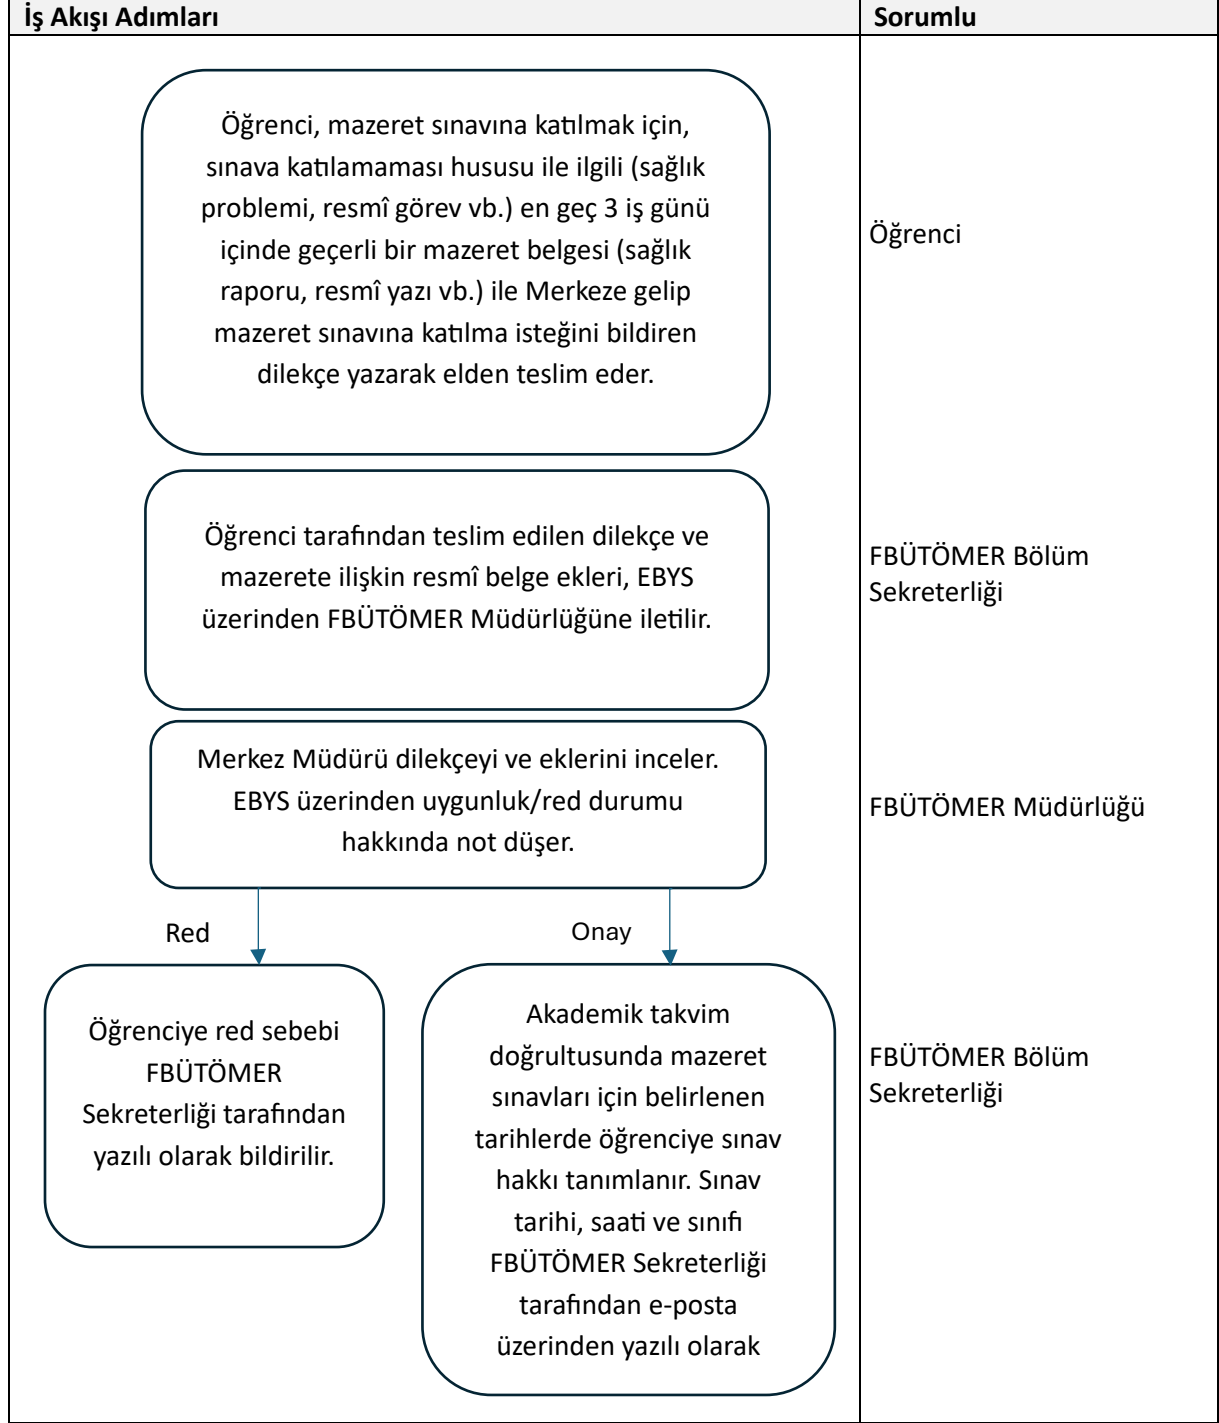 İş Akışı Adımları
Sorumlu
Öğrenci, mazeret sınavına katılmak için,
sınava katılamaması hususu ile ilgili (sağlık
problemi, resmî görev vb.) en geç 3 iş günü
içinde geçerli bir mazeret belgesi (sağlık
raporu, resmî yazı vb.) ile Merkeze gelip
mazeret sınavına katılma isteğini bildiren
dilekçe yazarak elden teslim eder.
Öğrenci
Öğrenci tarafından teslim edilen dilekçe ve
mazerete ilişkin resmî belge ekleri, EBYS
üzerinden FBÜTÖMER Müdürlüğüne iletilir.
FBÜTÖMER Bölüm
Sekreterliği
Merkez Müdürü dilekçeyi ve eklerini inceler.
EBYS üzerinden uygunluk/red durumu
hakkında not düşer.
FBÜTÖMER Müdürlüğü
Red
Onay
Öğrenciye red sebebi
FBÜTÖMER
Sekreterliği tarafından
yazılı olarak bildirilir.
Akademik takvim
doğrultusunda mazeret
sınavları için belirlenen
tarihlerde öğrenciye sınav
hakkı tanımlanır. Sınav
tarihi, saati ve sınıfı
FBÜTÖMER Sekreterliği
tarafından e-posta
üzerinden yazılı olarak
FBÜTÖMER Bölüm
Sekreterliği